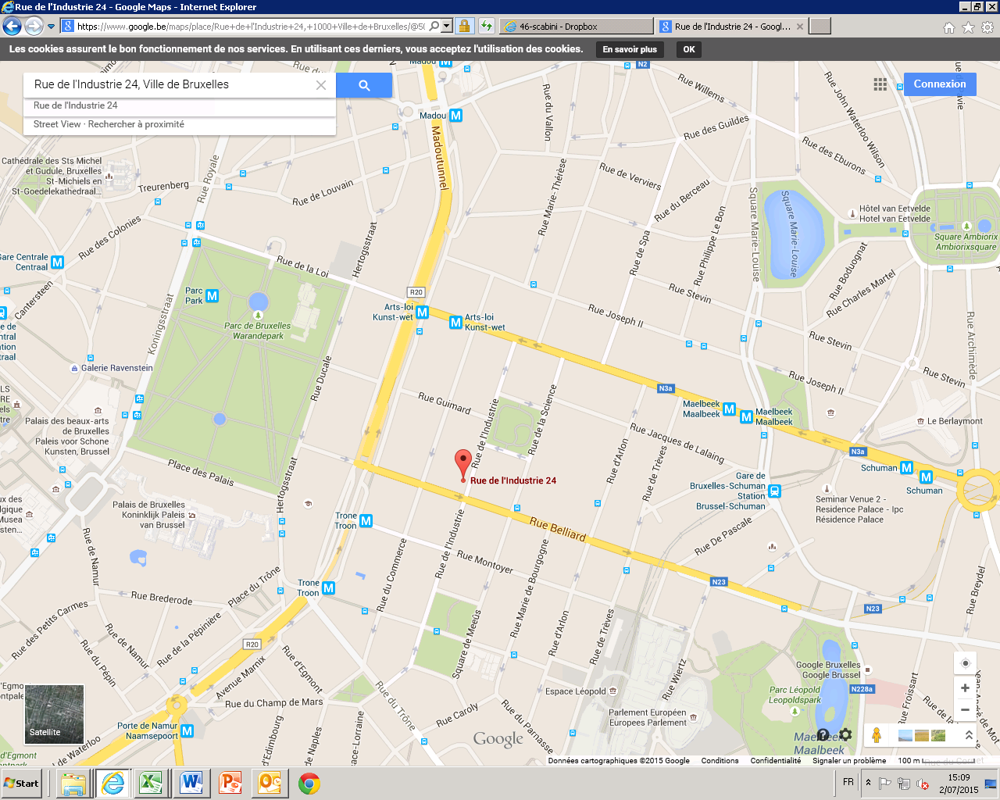 Rue de l'Industrie 24 - Google Maps - Internet Explorer
https://www.google.be/maps/place/Rue+de+l'Industrie+24,+1000+Ville+de+Bruxelles/@50
46-scabini - Dropbox
Rue de l'Industrie 24 - Googl...
Les cookies assurent le bon fonctionnement de nos services. En utilisant ces derniers, vous acceptez l'utilisation des cookies.
En savoir plus
OK
Rue de l'Industrie 24, Ville de Bruxelles
Rue de l'Industrie 24
Street View · Rechercher à proximité
Connexion
Madou
Madou
Madoutunnel
N2
Rue Willems
Rue du Vallon
Rue des Guildes
Rue John Waterloo Wilson
Rue des Eburons
Cathédrale des Sts Michel
et Gudule, Bruxelles
St-Michiels en
St-Goedelekathedraal...
Treurenberg
Rue Royale
Rue de Louvain
Rue Marie-Thérèse
Rue de Verviers
Rue du Berceau
Square Marie-Louise
Square Marie-Louise
Hôtel van Eetvelde
Hotel van Eetvelde
Square Ambiorix
Ambiorixsquare
Rue des Colonies
Gare Centrale
Centraal
Cantersteen
Rue de la Loi
Hertogsstraat
Rue de Spa
Rue Philippe Le Bon
Rue Boduognat
Rue Charles Martel
Rue Stevin
Parc
Park
Parc de Bruxelles
Warandepark
Koningsstraat
R20
Arts-loi
Kunst-wet
Arts-loi
Kunst-wet
Rue Joseph II
Rue Stevin
Rue Archimède
Galerie Ravenstein
Rue Ducale
N3a
Rue Joseph II
Rue Stevin
Palais des beaux-arts
de Bruxelles
Paleis voor Schone
Kunsten, Brussel
Rue Guimard
Rue de l'Industrie
Rue de la Science
Maelbeek
Maalbeek
Maelbeek
Maalbeek
Le Berlaymont
Rue Jacques de Lalaing
Rue d'Arlon
Rue de Trèves
N3a
Schuman
Schuman
Place des Palais
Hertogsstraat
Rue de l'Industrie 24
Gare de
Bruxelles-Schuman
Station
Brussel-Schuman
Seminar Venue 2 -
Residence Palace - Ipc
Résidence Palace
Palais de Bruxelles
Koninklijk Paleis
van Brussel
Trone
Troon
Rue Belliard
Rue De Pascale
Rue de Namur
Rue du Commerce
Rue de l'Industrie
Rue Montoyer
Rue Marie de Bourgogne
Trone
Troon
Place du Trône
N23
N23
Rue Breydel
Rue Brederode
Rue des Petits Carmes
Rue de la Pépinière
Rue de Namur
Rue du Pépin
R20
Avenue Marnix
Rue d'Egmont
Square de Meeûs
Rue d'Arlon
Rue de Trèves
Rue Wiertz
Google Bruxelles
Google Brussel
Espace Léopold
Parc Léopold
Leopoldspark
N228a
Rue Froissart
Rue du Champ de Mars
Rue du Trône
Rue Caroly
Rue du Parnasse
Parlement Européen
Europees Parlement
Porte de Namur
Naamsepoort
Maelbeek
Maalbeek
Satellite
Google
Données cartographiques ©2015 Google
Conditions
Confidentialité
Signaler un problème
100 m
Start
FR
15:09
2/07/2015